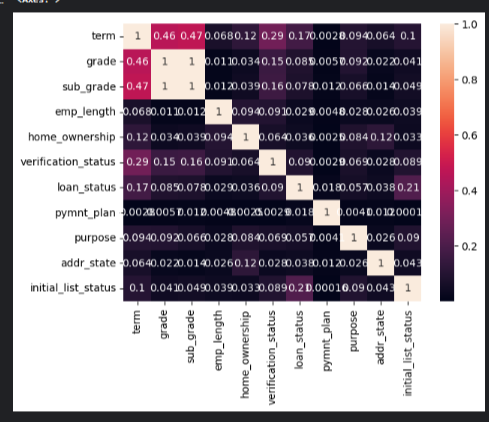 <Axes: >
term 1 0.46 0.47 0.068 0.12 0.29 0.17 0.0028 0.094 0.064 0.1 1.0
grade 0.46 1 1 0.011 0.034 0.15 0.085 0.0057 0.092 0.022 0.041
sub_grade 0.47 1 1 0.012 0.039 0.16 0.078 0.012 0.066 0.014 0.049 0.8
emp_length 0.068 0.011 0.012 1 0.094 0.091 0.029 0.0048 0.028 0.026 0.039
home_ownership 0.12 0.034 0.039 0.094 1 0.064 0.036 0.0025 0.084 0.12 0.033 0.6
verification_status 0.29 0.15 0.16 0.091 0.064 1 0.09 0.0029 0.069 0.028 0.089
loan_status 0.17 0.085 0.078 0.029 0.036 0.09 1 0.018 0.057 0.038 0.21 0.4
pymnt_plan 0.0028 0.0057 0.012 0.0048 0.0025 0.0029 0.018 1 0.0041 0.012
purpose 0.094 0.092 0.066 0.028 0.084 0.069 0.057 1 0.026 0.09 0.2
addr_state 0.064 0.022 0.014 0.026 0.12 0.028 0.038 0.012 0.026 1 0.043
initial_list_status 0.1 0.041 0.049 0.039 0.033 0.089 0.21 0.00016 0.09 0.043 1
term
grade
sub_grade
emp_length
home_ownership
verification_status
loan_status
pymnt_plan
purpose
addr_state
initial_list_status